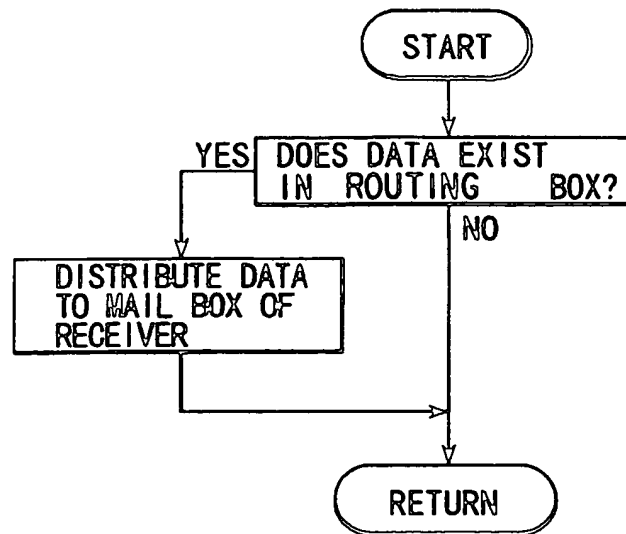 START
YES
DOES DATA EXIST
IN ROUTING BOX?
NO
DISTRIBUTE DATA
TO MAIL BOX OF
RECEIVER
RETURN